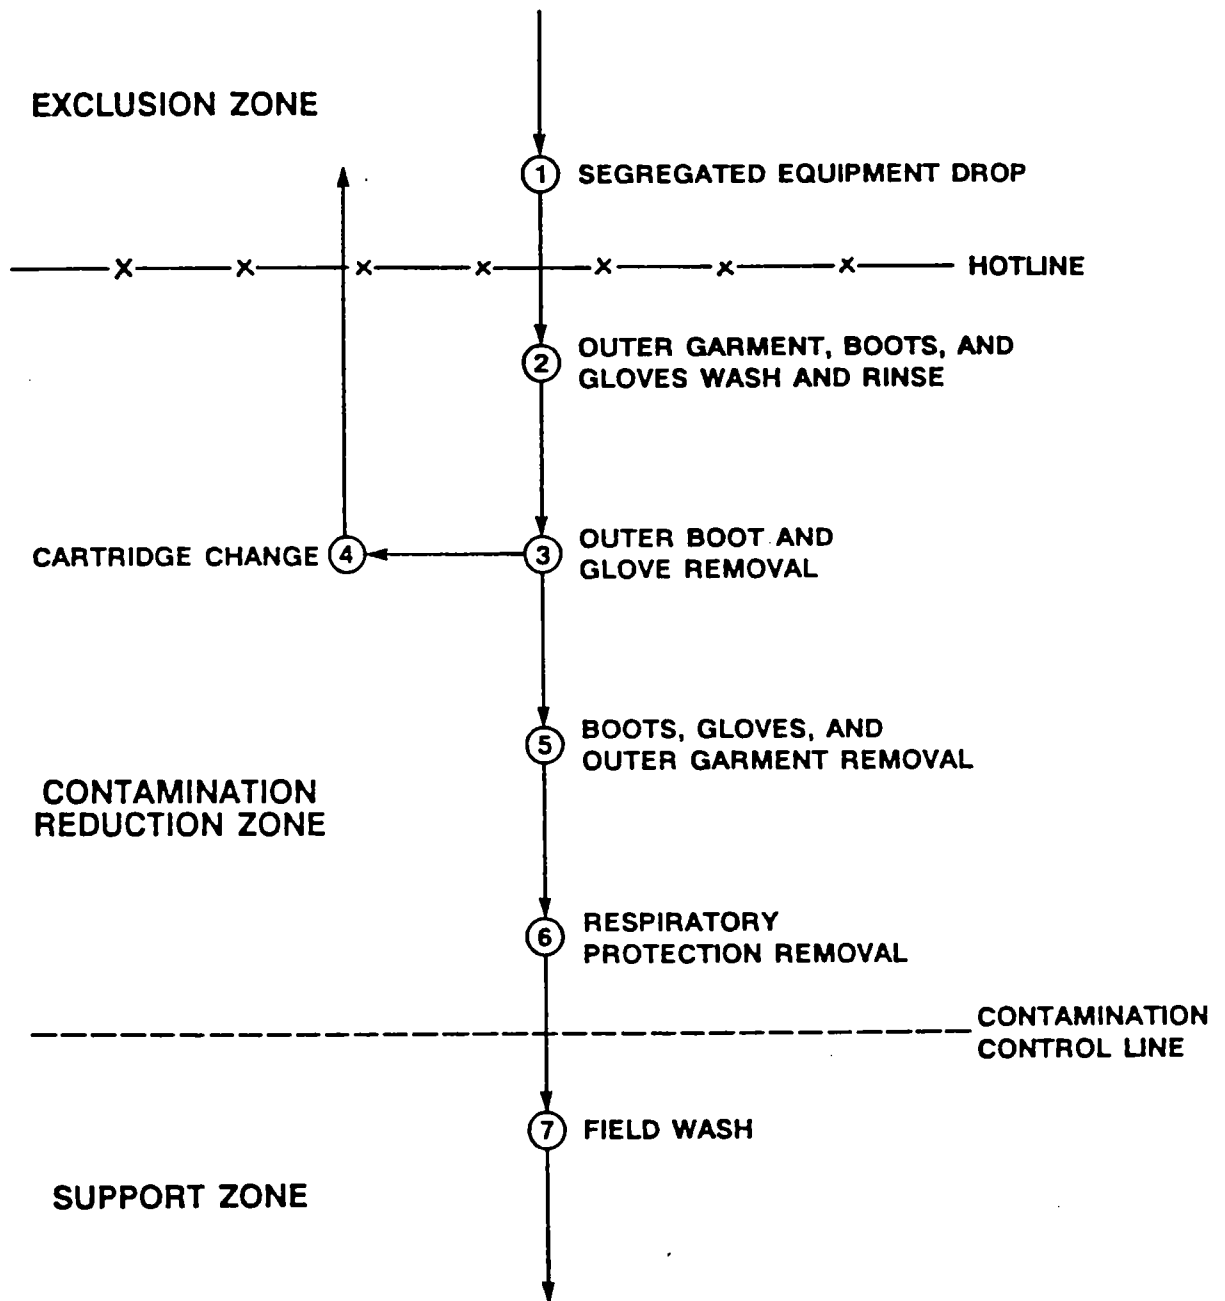 EXCLUSION ZONE
1 SEGREGATED EQUIPMENT DROP
X X X X X X X HOTLINE
2 OUTER GARMENT, BOOTS, AND
GLOVES WASH AND RINSE
CARTRIDGE CHANGE 4
3 OUTER BOOT AND
GLOVE REMOVAL
5 BOOTS, GLOVES, AND
OUTER GARMENT REMOVAL
CONTAMINATION
REDUCTION ZONE
6 RESPIRATORY
PROTECTION REMOVAL
CONTAMINATION
CONTROL LINE
7 FIELD WASH
SUPPORT ZONE